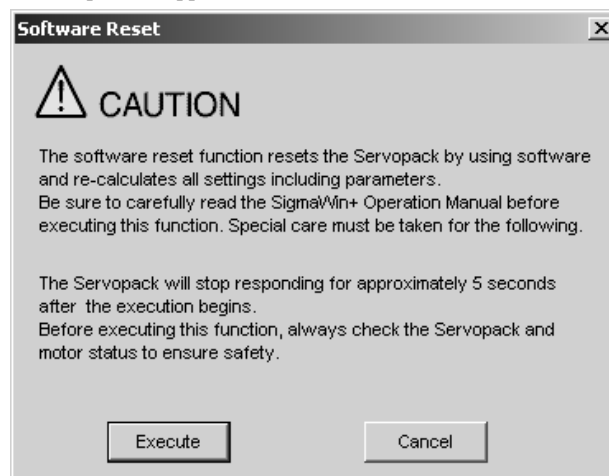 Software Reset
CAUTION
The software reset function resets the Servopack by using software
and re-calculates all settings including parameters.
Be sure to carefully read the SigmaWin+ Operation Manual before
executing this function. Special care must be taken for the following.
The Servopack will stop responding for approximately 5 seconds
after the execution begins.
Before executing this function, always check the Servopack and
motor status to ensure safety.
Execute
Cancel